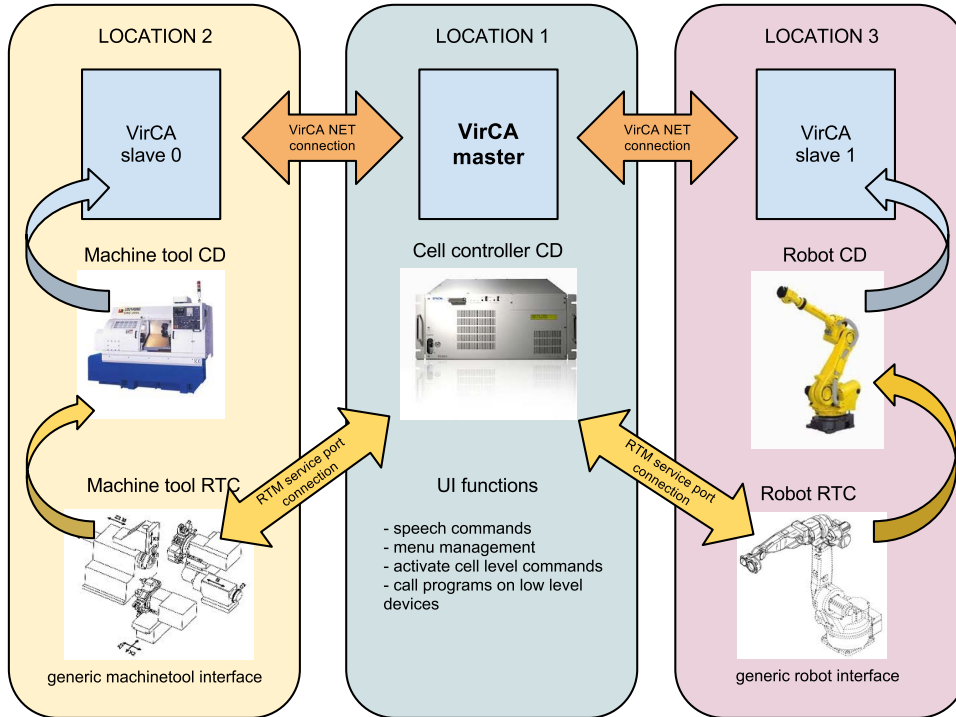 LOCATION 2
LOCATION 1
LOCATION 3
VirCA
slave 0
VirCA NET
connection
VirCA
master
VirCA NET
connection
VirCA
slave 1
Machine tool CD
Cell controller CD
Robot CD
RTM service port
connection
RTM service port
connection
Machine tool RTC
UI functions
Robot RTC
- speech commands
- menu management
- activate cell level commands
- call programs on low level
devices
generic machinetool interface
generic robot interface